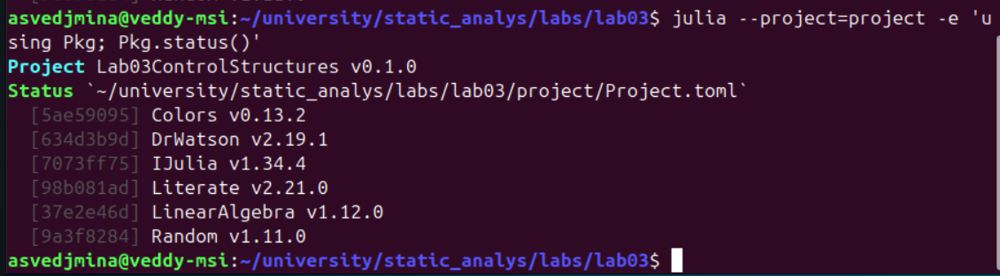 asvedjmina@veddy-msi:~/university/static_analys/labs/lab03$ julia --project=project -e 'u
sing Pkg; Pkg.status()'
Project Lab03ControlStructures v0.1.0
Status `~/university/static_analys/labs/lab03/project/Project.toml`
  [5ae59095] Colors v0.13.2
  [634d3b9d] DrWatson v2.19.1
  [7073ff75] IJulia v1.34.4
  [98b081ad] Literate v2.21.0
  [37e2e46d] LinearAlgebra v1.12.0
  [9a3f8284] Random v1.11.0
asvedjmina@veddy-msi:~/university/static_analys/labs/lab03$